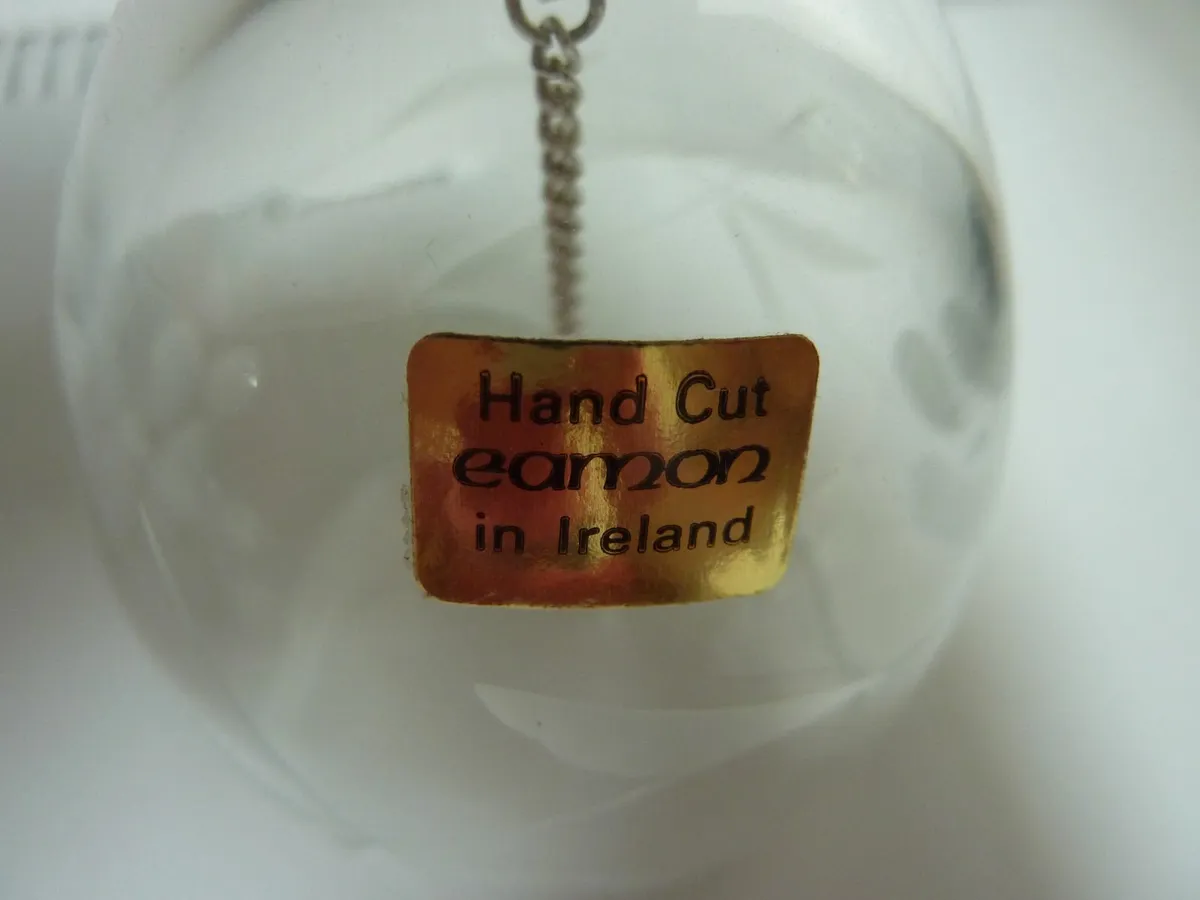 Hand Cut
eamon
in Ireland